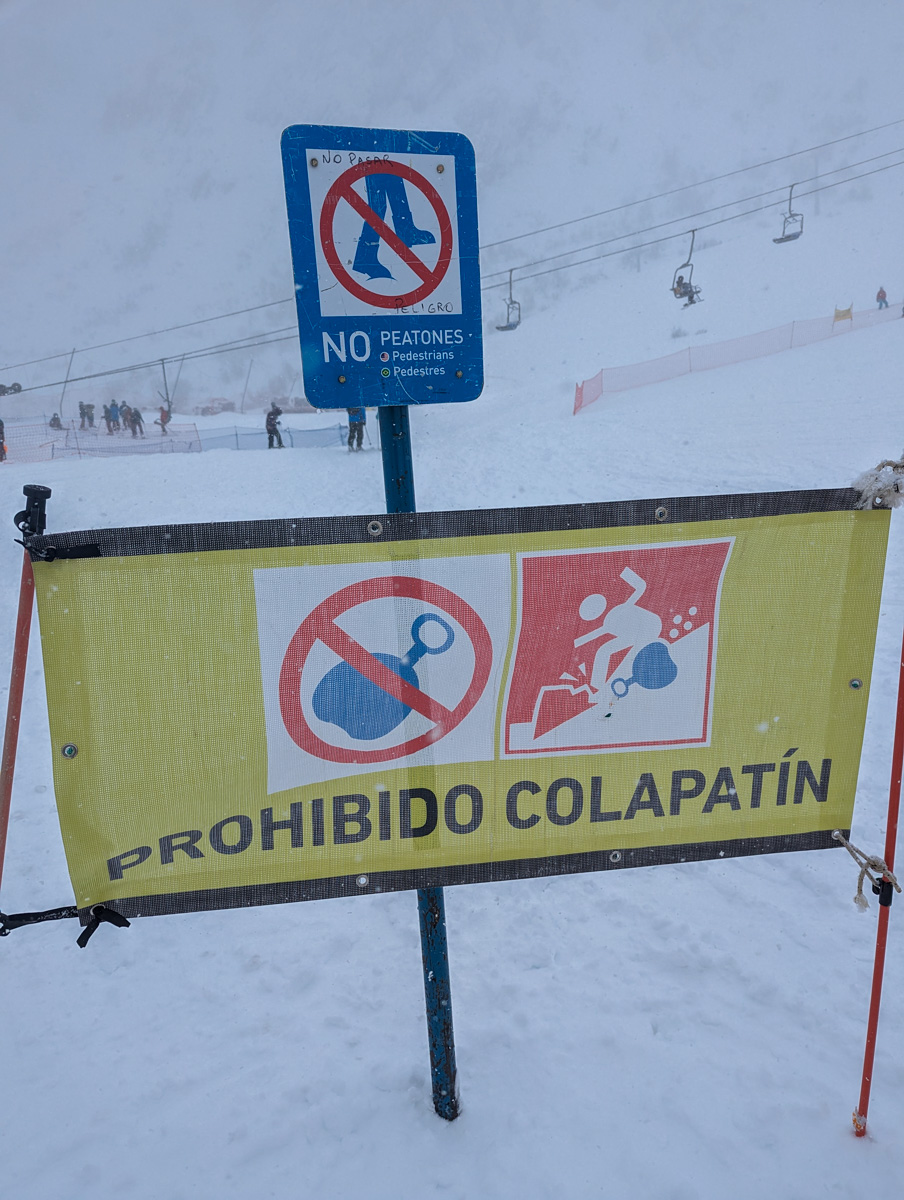 NO PASAR
PELIGRO
NO PEATONES
Pedestrians
Pedestres
PROHIBIDO COLAPATÍN